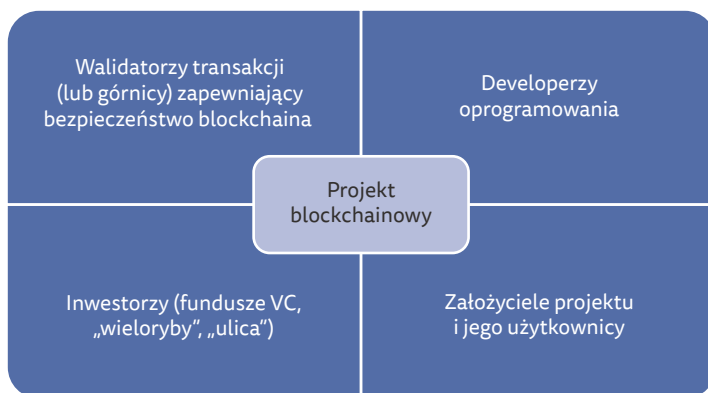 Walidatorzy transakcji
(lub górnicy) zapewniający
bezpieczeństwo blockchaina
Developerzy
oprogramowania
Projekt
blockchainowy
Inwestorzy (fundusze VC,
„wieloryby”, „ulica”)
Założyciele projektu
i jego użytkownicy